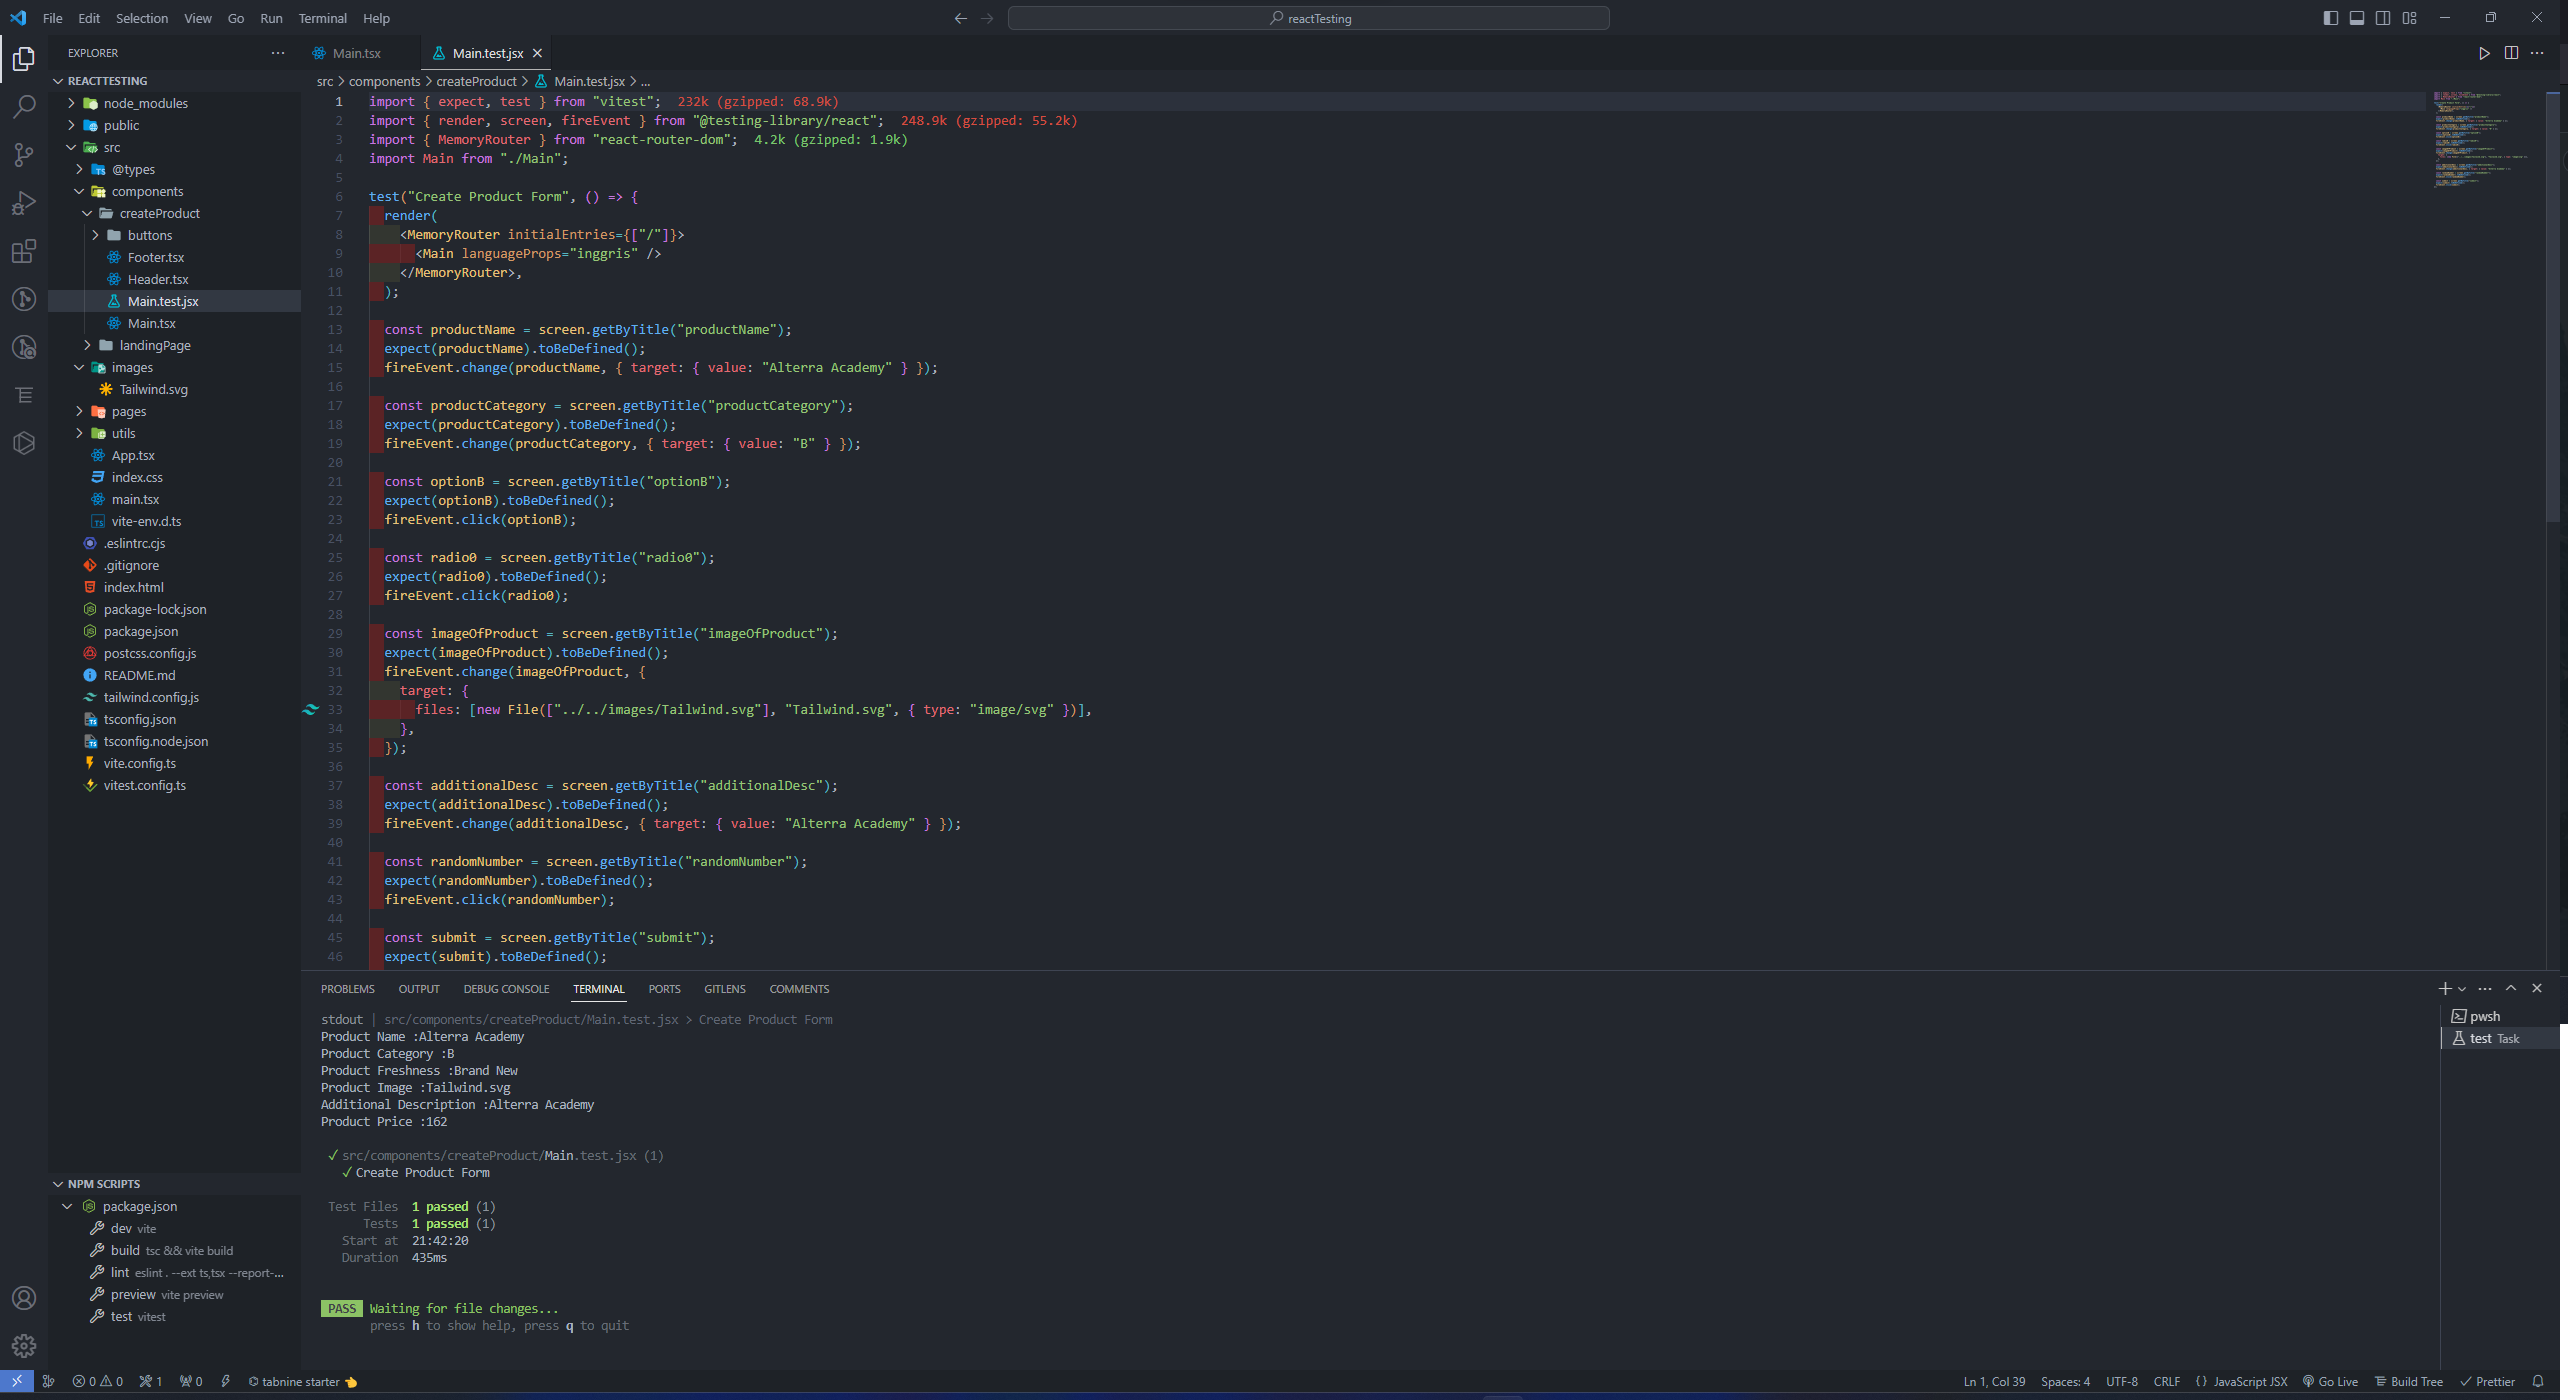 File Edit Selection View Go Run Terminal Help
reactTesting
EXPLORER
Main.tsx
Main.test.jsx
REACTTESTING
src > components > createProduct > Main.test.jsx > ...
node_modules
public
src
@types
components
createProduct
buttons
Footer.tsx
Header.tsx
Main.test.jsx
Main.tsx
landingPage
images
Tailwind.svg
pages
utils
App.tsx
index.css
main.tsx
vite-env.d.ts
.eslintrc.cjs
.gitignore
index.html
package-lock.json
package.json
postcss.config.js
README.md
tailwind.config.js
tsconfig.json
tsconfig.node.json
vite.config.ts
vitest.config.ts
1 import { expect, test } from "vitest"; 232k (gzipped: 68.9k)
2 import { render, screen, fireEvent } from "@testing-library/react"; 248.9k (gzipped: 55.2k)
3 import { MemoryRouter } from "react-router-dom"; 4.2k (gzipped: 1.9k)
4 import Main from "./Main";
5
6 test("Create Product Form", () => {
7 render(
8 <MemoryRouter initialEntries={["/"]}>
9 <Main languageProps="inggris" />
10 </MemoryRouter>,
11 );
12
13 const productName = screen.getByTitle("productName");
14 expect(productName).toBeDefined();
15 fireEvent.change(productName, { target: { value: "Alterra Academy" } });
16
17 const productCategory = screen.getByTitle("productCategory");
18 expect(productCategory).toBeDefined();
19 fireEvent.change(productCategory, { target: { value: "B" } });
20
21 const optionB = screen.getByTitle("optionB");
22 expect(optionB).toBeDefined();
23 fireEvent.click(optionB);
24
25 const radio0 = screen.getByTitle("radio0");
26 expect(radio0).toBeDefined();
27 fireEvent.click(radio0);
28
29 const imageOfProduct = screen.getByTitle("imageOfProduct");
30 expect(imageOfProduct).toBeDefined();
31 fireEvent.change(imageOfProduct, {
32 target: {
33 files: [new File(["../../images/Tailwind.svg"], "Tailwind.svg", { type: "image/svg" })],
34 },
35 });
36
37 const additionalDesc = screen.getByTitle("additionalDesc");
38 expect(additionalDesc).toBeDefined();
39 fireEvent.change(additionalDesc, { target: { value: "Alterra Academy" } });
40
41 const randomNumber = screen.getByTitle("randomNumber");
42 expect(randomNumber).toBeDefined();
43 fireEvent.click(randomNumber);
44
45 const submit = screen.getByTitle("submit");
46 expect(submit).toBeDefined();
PROBLEMS OUTPUT DEBUG CONSOLE TERMINAL PORTS GITLENS COMMENTS
stdout | src/components/createProduct/Main.test.jsx > Create Product Form
Product Name :Alterra Academy
Product Category :B
Product Freshness :Brand New
Product Image :Tailwind.svg
Additional Description :Alterra Academy
Product Price :162
✓ src/components/createProduct/Main.test.jsx (1)
✓ Create Product Form
Test Files 1 passed (1)
Tests 1 passed (1)
Start at 21:42:20
Duration 435ms
PASS Waiting for file changes...
press h to show help, press q to quit
pwsh
test Task
NPM SCRIPTS
package.json
dev vite
build tsc && vite build
lint eslint . --ext ts,tsx --report-...
preview vite preview
test vitest
0 0 1 0 tabnine starter
Ln 1, Col 39 Spaces: 4 UTF-8 CRLF {} JavaScript JSX Go Live Build Tree Prettier